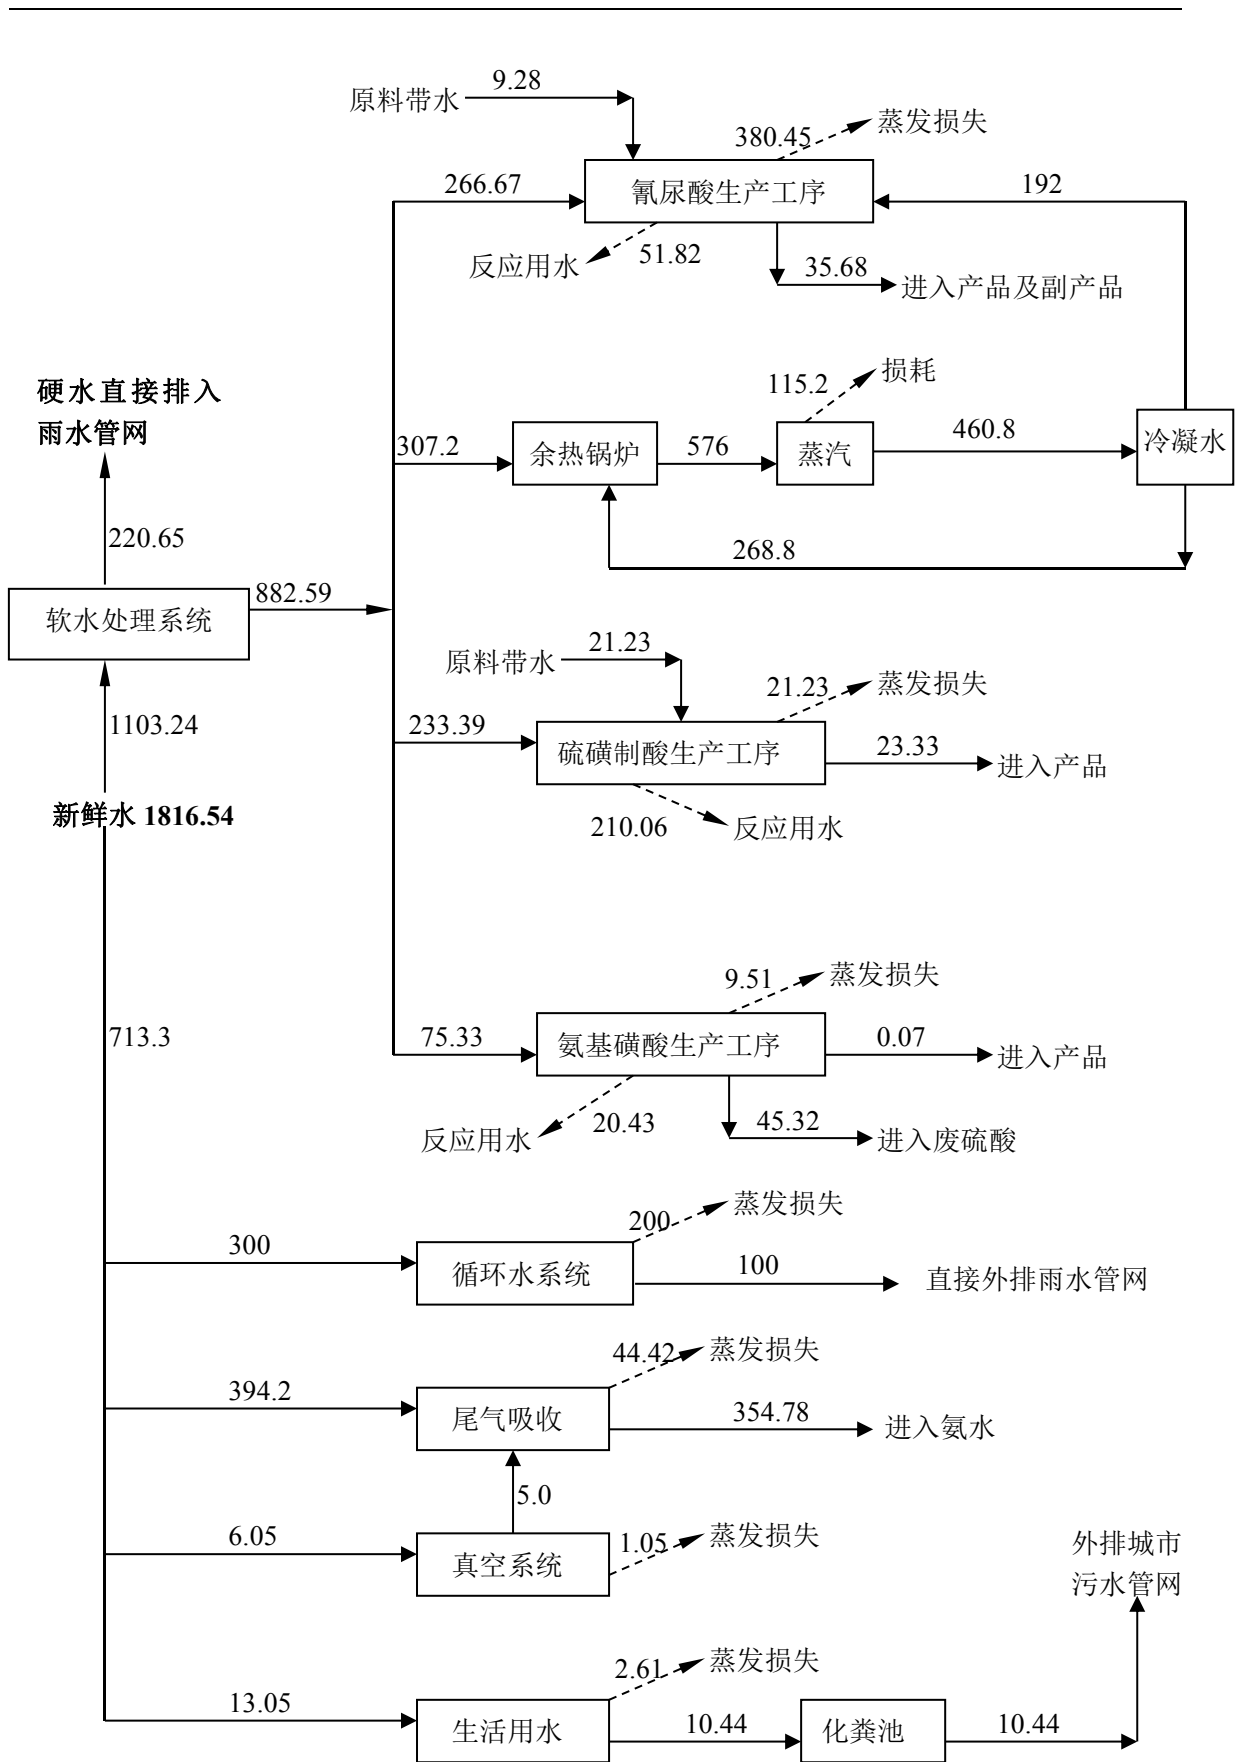 9.28
原料带水
蒸发损失
380.45
266.67
氰尿酸生产工序
192
反应用水
51.82
35.68
进入产品及副产品
硬水直接排入
雨水管网
115.2
损耗
307.2
余热锅炉
576
蒸汽
460.8
冷凝水
268.8
220.65
软水处理系统
882.59
21.23
原料带水
21.23
蒸发损失
1103.24
233.39
硫磺制酸生产工序
23.33
进入产品
新鲜水 1816.54
210.06
反应用水
9.51
蒸发损失
713.3
75.33
氨基磺酸生产工序
0.07
进入产品
反应用水
20.43
45.32
进入废硫酸
200
蒸发损失
300
循环水系统
100
直接外排雨水管网
44.42
蒸发损失
394.2
尾气吸收
354.78
进入氨水
5.0
6.05
真空系统
1.05
蒸发损失
外排城市
污水管网
2.61
蒸发损失
13.05
生活用水
10.44
化粪池
10.44